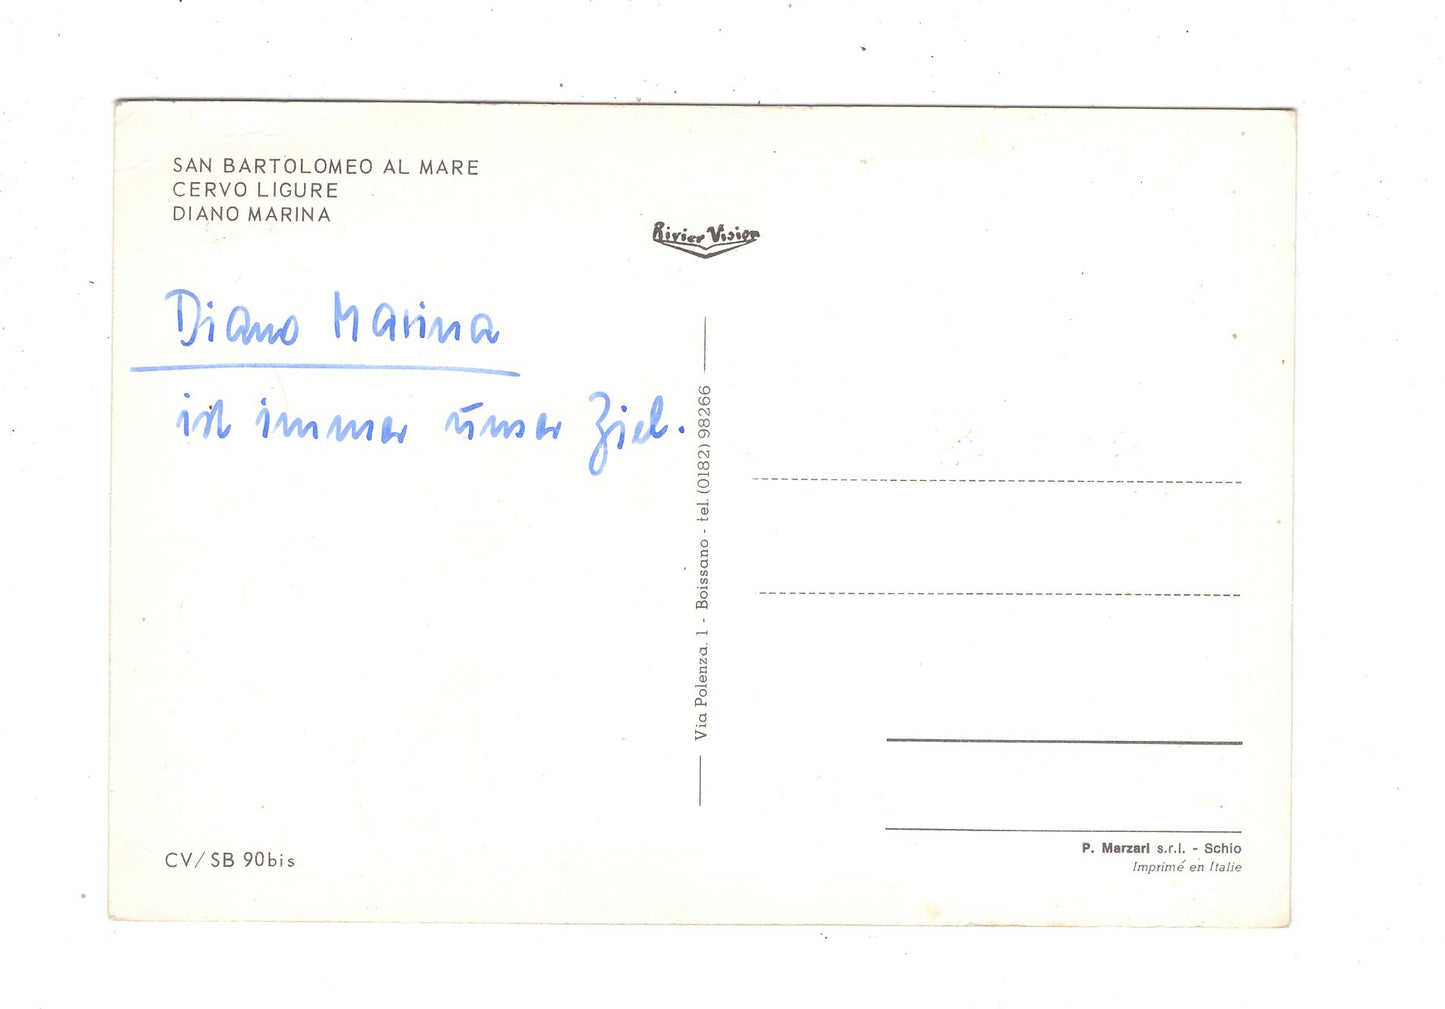 SAN BARTOLOMEO AL MARE
CERVO LIGURE
DIANO MARINA
Rivier Vision
Diano Marina
ist immer unser Ziel.
Via Polenza, 1 - Boissano - tel. (0182) 98266
CV/SB 90bis
P. Marzari s.r.l. - Schio
Imprimé en Italie